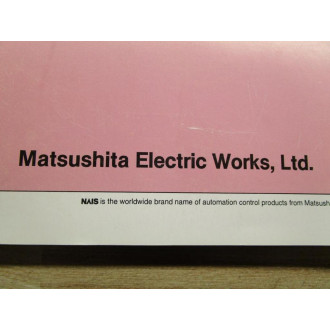 Matsushita Electric Works, Ltd.
NAIS is the worldwide brand name of automation control products from Matsush